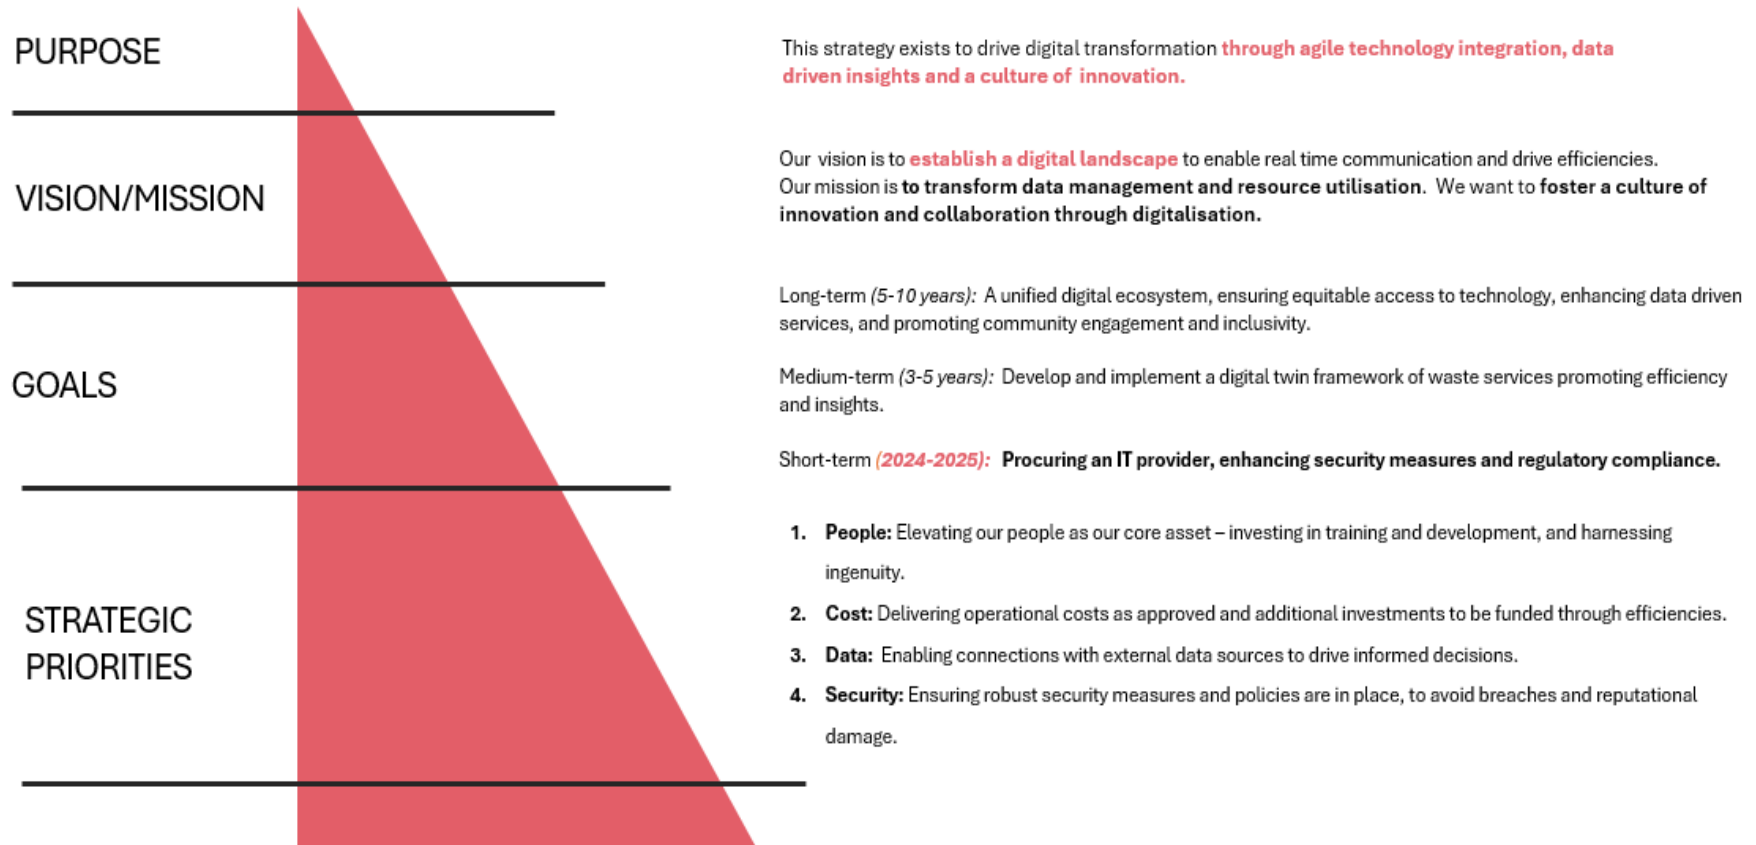 PURPOSE
This strategy exists to drive digital transformation through agile technology integration, data
driven insights and a culture of innovation.
VISION/MISSION
Our vision is to establish a digital landscape to enable real time communication and drive efficiencies.
Our mission is to transform data management and resource utilisation. We want to foster a culture of
innovation and collaboration through digitalisation.
GOALS
Long-term (5-10 years): A unified digital ecosystem, ensuring equitable access to technology, enhancing data driven
services, and promoting community engagement and inclusivity.
Medium-term (3-5 years): Develop and implement a digital twin framework of waste services promoting efficiency
and insights.
Short-term (2024-2025): Procuring an IT provider, enhancing security measures and regulatory compliance.
STRATEGIC
PRIORITIES
1. People: Elevating our people as our core asset – investing in training and development, and harnessing
ingenuity.
2. Cost: Delivering operational costs as approved and additional investments to be funded through efficiencies.
3. Data: Enabling connections with external data sources to drive informed decisions.
4. Security: Ensuring robust security measures and policies are in place, to avoid breaches and reputational
damage.